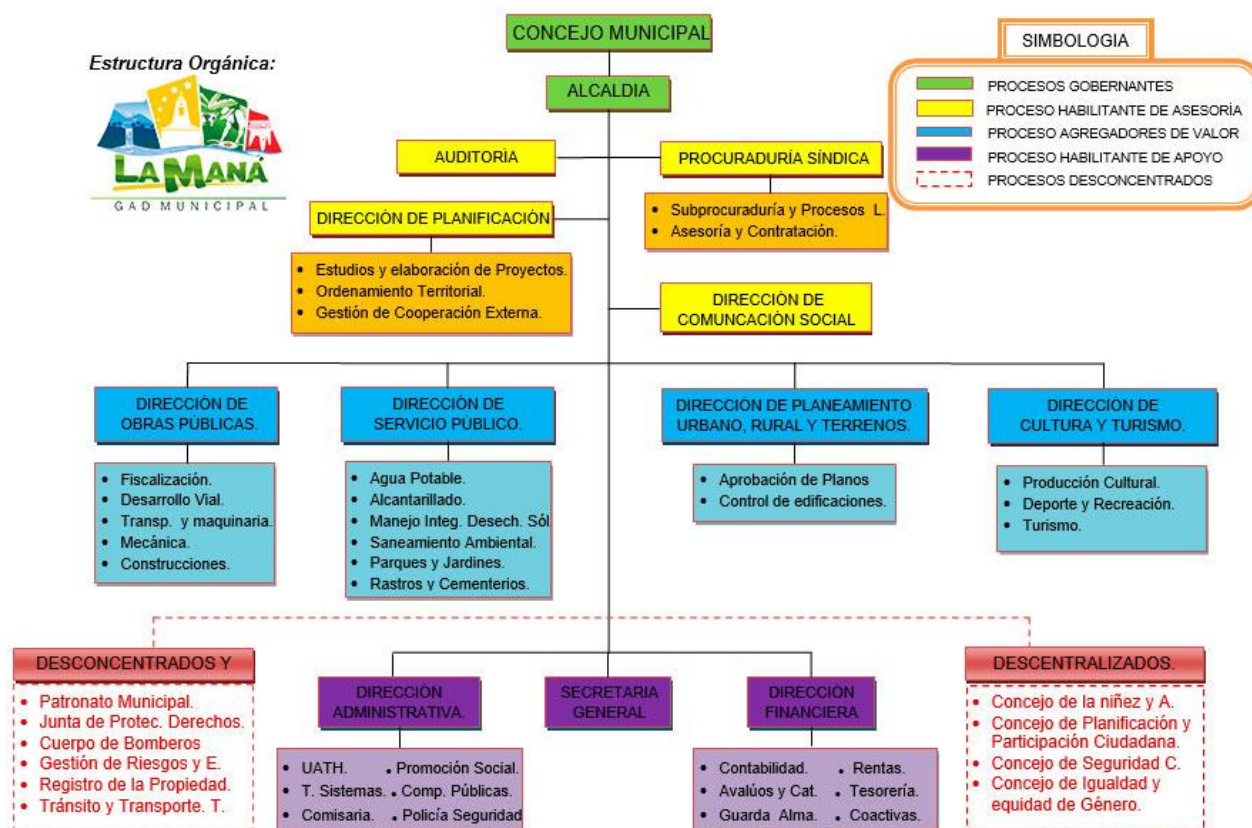 CONCEJO MUNICIPAL
ALCALDIA
Estructura Orgánica:
LA MANÁ
GAD MUNICIPAL
SIMBOLOGIA
PROCESOS GOBERNANTES
PROCESO HABILITANTE DE ASESORÍA
PROCESO AGREGADORES DE VALOR
PROCESO HABILITANTE DE APOYO
PROCESOS DESCONCENTRADOS
AUDITORÍA
PROCURADURÍA SÍNDICA
• Subprocuraduría y Procesos L.
• Asesoría y Contratación.
DIRECCIÓN DE PLANIFICACIÓN
• Estudios y elaboración de Proyectos.
• Ordenamiento Territorial.
• Gestión de Cooperación Externa.
DIRECCIÓN DE
COMUNCACIÓN SOCIAL
DIRECCIÓN DE
OBRAS PÚBLICAS.
• Fiscalización.
• Desarrollo Vial.
• Transp. y maquinaria.
• Mecánica.
• Construcciones.
DIRECCIÓN DE
SERVICIO PÚBLICO.
• Agua Potable.
• Alcantarillado.
• Manejo Integ. Desech. Sól.
• Saneamiento Ambiental.
• Parques y Jardines.
• Rastros y Cementerios.
DIRECCIÓN DE PLANEAMIENTO
URBANO, RURAL Y TERRENOS.
• Aprobación de Planos
• Control de edificaciones.
DIRECCIÓN DE
CULTURA Y TURISMO.
• Producción Cultural.
• Deporte y Recreación.
• Turismo.
DESCONCENTRADOS Y
• Patronato Municipal.
• Junta de Protec. Derechos.
• Cuerpo de Bomberos
• Gestión de Riesgos y E.
• Registro de la Propiedad.
• Tránsito y Transporte. T.
DIRECCIÓN
ADMINISTRATIVA.
• UATH. • Promoción Social.
• T. Sistemas. • Comp. Públicas.
• Comisaria. • Policía Seguridad
SECRETARIA
GENERAL
DIRECCIÓN
FINANCIERA
• Contabilidad. • Rentas.
• Avalúos y Cat. • Tesorería.
• Guarda Alma. • Coactivas.
DESCENTRALIZADOS.
• Concejo de la niñez y A.
• Concejo de Planificación y
Participación Ciudadana.
• Concejo de Seguridad C.
• Concejo de Igualdad y
equidad de Género.